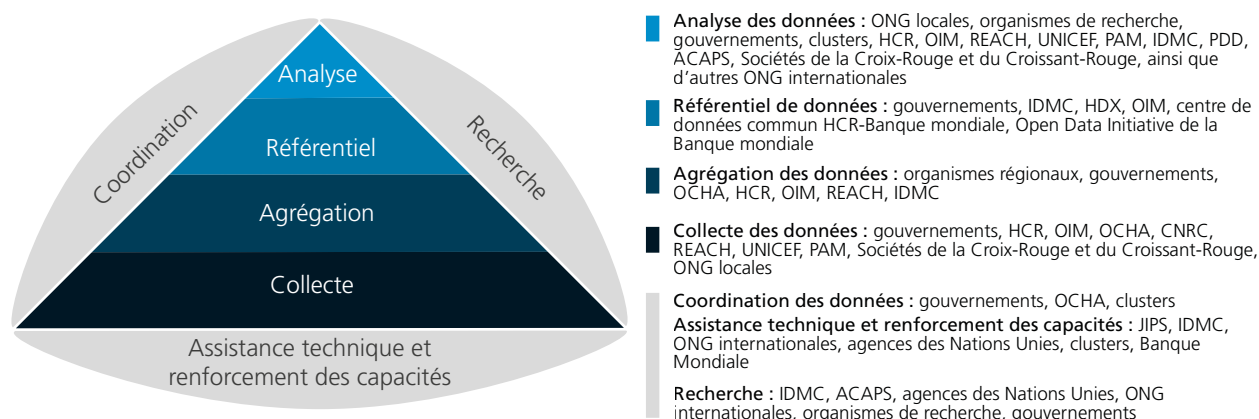 Analyse
Référentiel
Agrégation
Collecte
Coordination
Recherche
Assistance technique et
renforcement des capacités
Analyse des données : ONG locales, organismes de recherche,
gouvernements, clusters, HCR, OIM, REACH, UNICEF, PAM, IDMC, PDD,
ACAPS, Sociétés de la Croix-Rouge et du Croissant-Rouge, ainsi que
d’autres ONG internationales
Référentiel de données : gouvernements, IDMC, HDX, OIM, centre de
données commun HCR-Banque mondiale, Open Data Initiative de la
Banque mondiale
Agrégation des données : organismes régionaux, gouvernements,
OCHA, HCR, OIM, REACH, IDMC
Collecte des données : gouvernements, HCR, OIM, OCHA, CNRC,
REACH, UNICEF, PAM, Sociétés de la Croix-Rouge et du Croissant-Rouge,
ONG locales
Coordination des données : gouvernements, OCHA, clusters
Assistance technique et renforcement des capacités : JIPS, IDMC,
ONG internationales, agences des Nations Unies, clusters, Banque
Mondiale
Recherche : IDMC, ACAPS, agences des Nations Unies, ONG
internationales, organismes de recherche, gouvernements